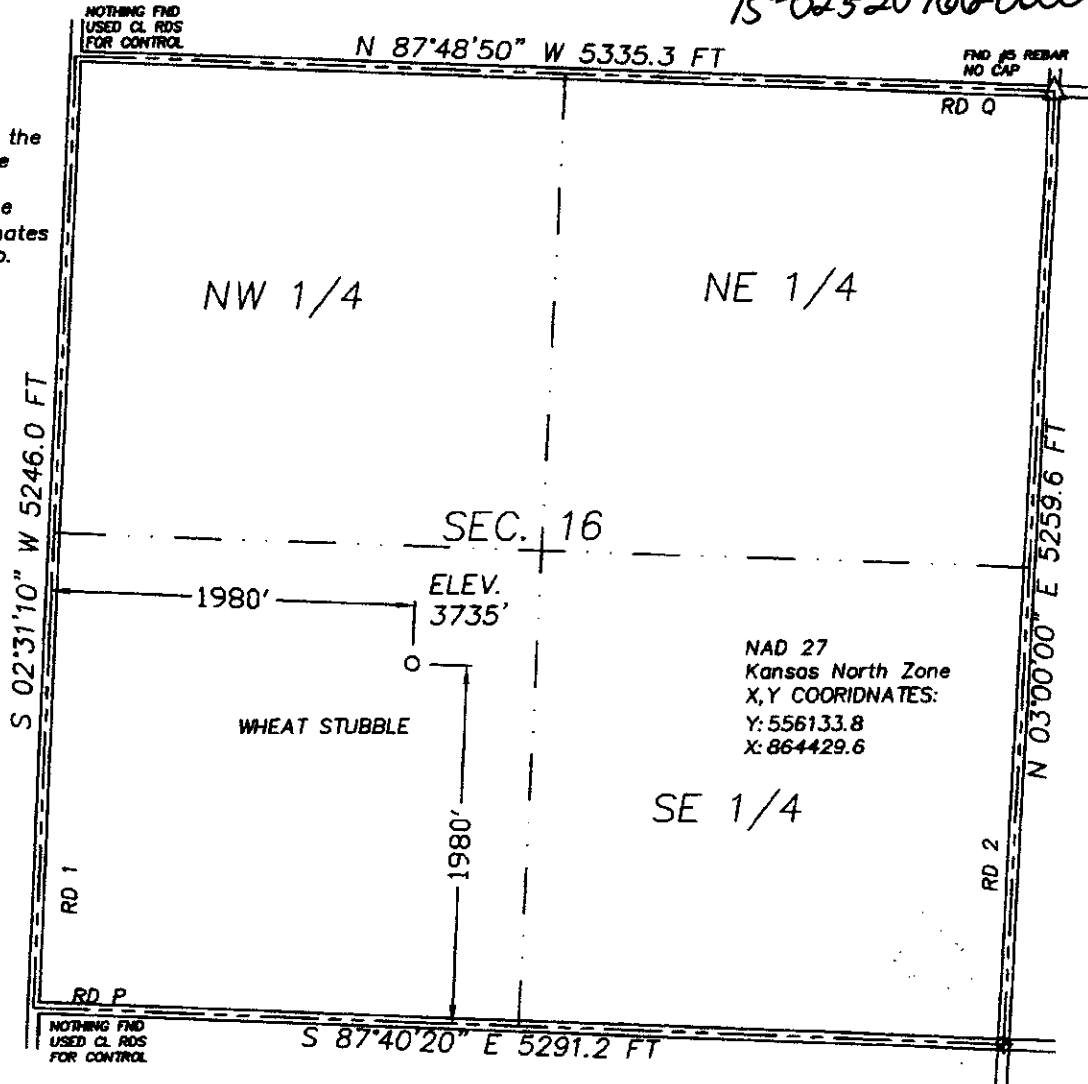 NOTHING FND
USED CL RDS
FOR CONTROL
N 87°48'50" W 5335.3 FT
FND #5 REBAR
NO CAP
RD Q
the
e
e
nates
o.
NW 1/4
NE 1/4
S 02°31'10" W 5246.0 FT
N 03°00'00" E 5259.6 FT
SEC. 16
1980'
ELEV.
3735'
NAD 27
Kansas North Zone
X,Y COORIDNATES:
Y: 556133.8
X: 864429.6
WHEAT STUBBLE
1980'
SE 1/4
RD 1
RD 2
RD P
NOTHING FND
USED CL RDS
FOR CONTROL
S 87°40'20" E 5291.2 FT